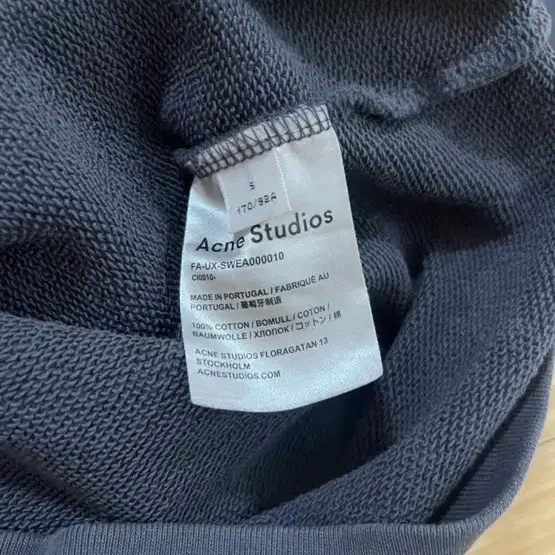 S
170/92A
Acne Studios
FA-UX-SWEA000010
CI0010-
MADE IN PORTUGAL / FABRIQUÉ AU
PORTUGAL / 葡萄牙制造
100% COTTON / BOMULL / COTON /
BAUMWOLLE / ХЛОПОК / コットン / 棉
ACNE STUDIOS FLORAGATAN 13
STOCKHOLM
ACNESTUDIOS.COM